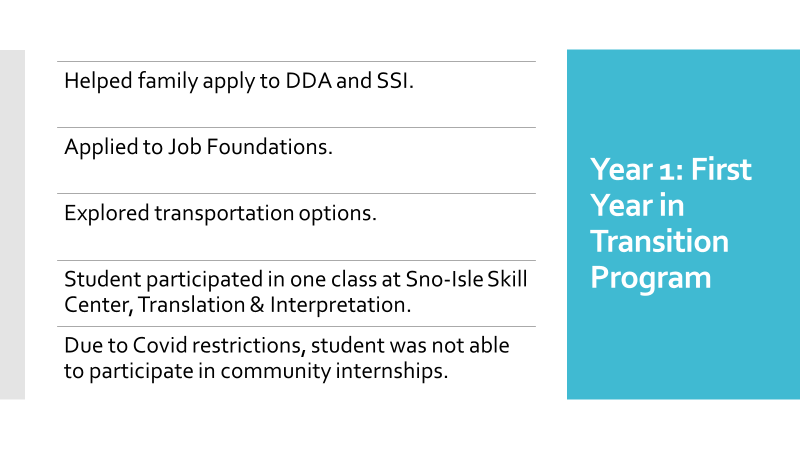 Helped family apply to DDA and SSI.
Applied to Job Foundations.
Explored transportation options.
Student participated in one class at Sno-Isle Skill
Center, Translation & Interpretation.
Due to Covid restrictions, student was not able
to participate in community internships.
Year 1: First
Year in
Transition
Program